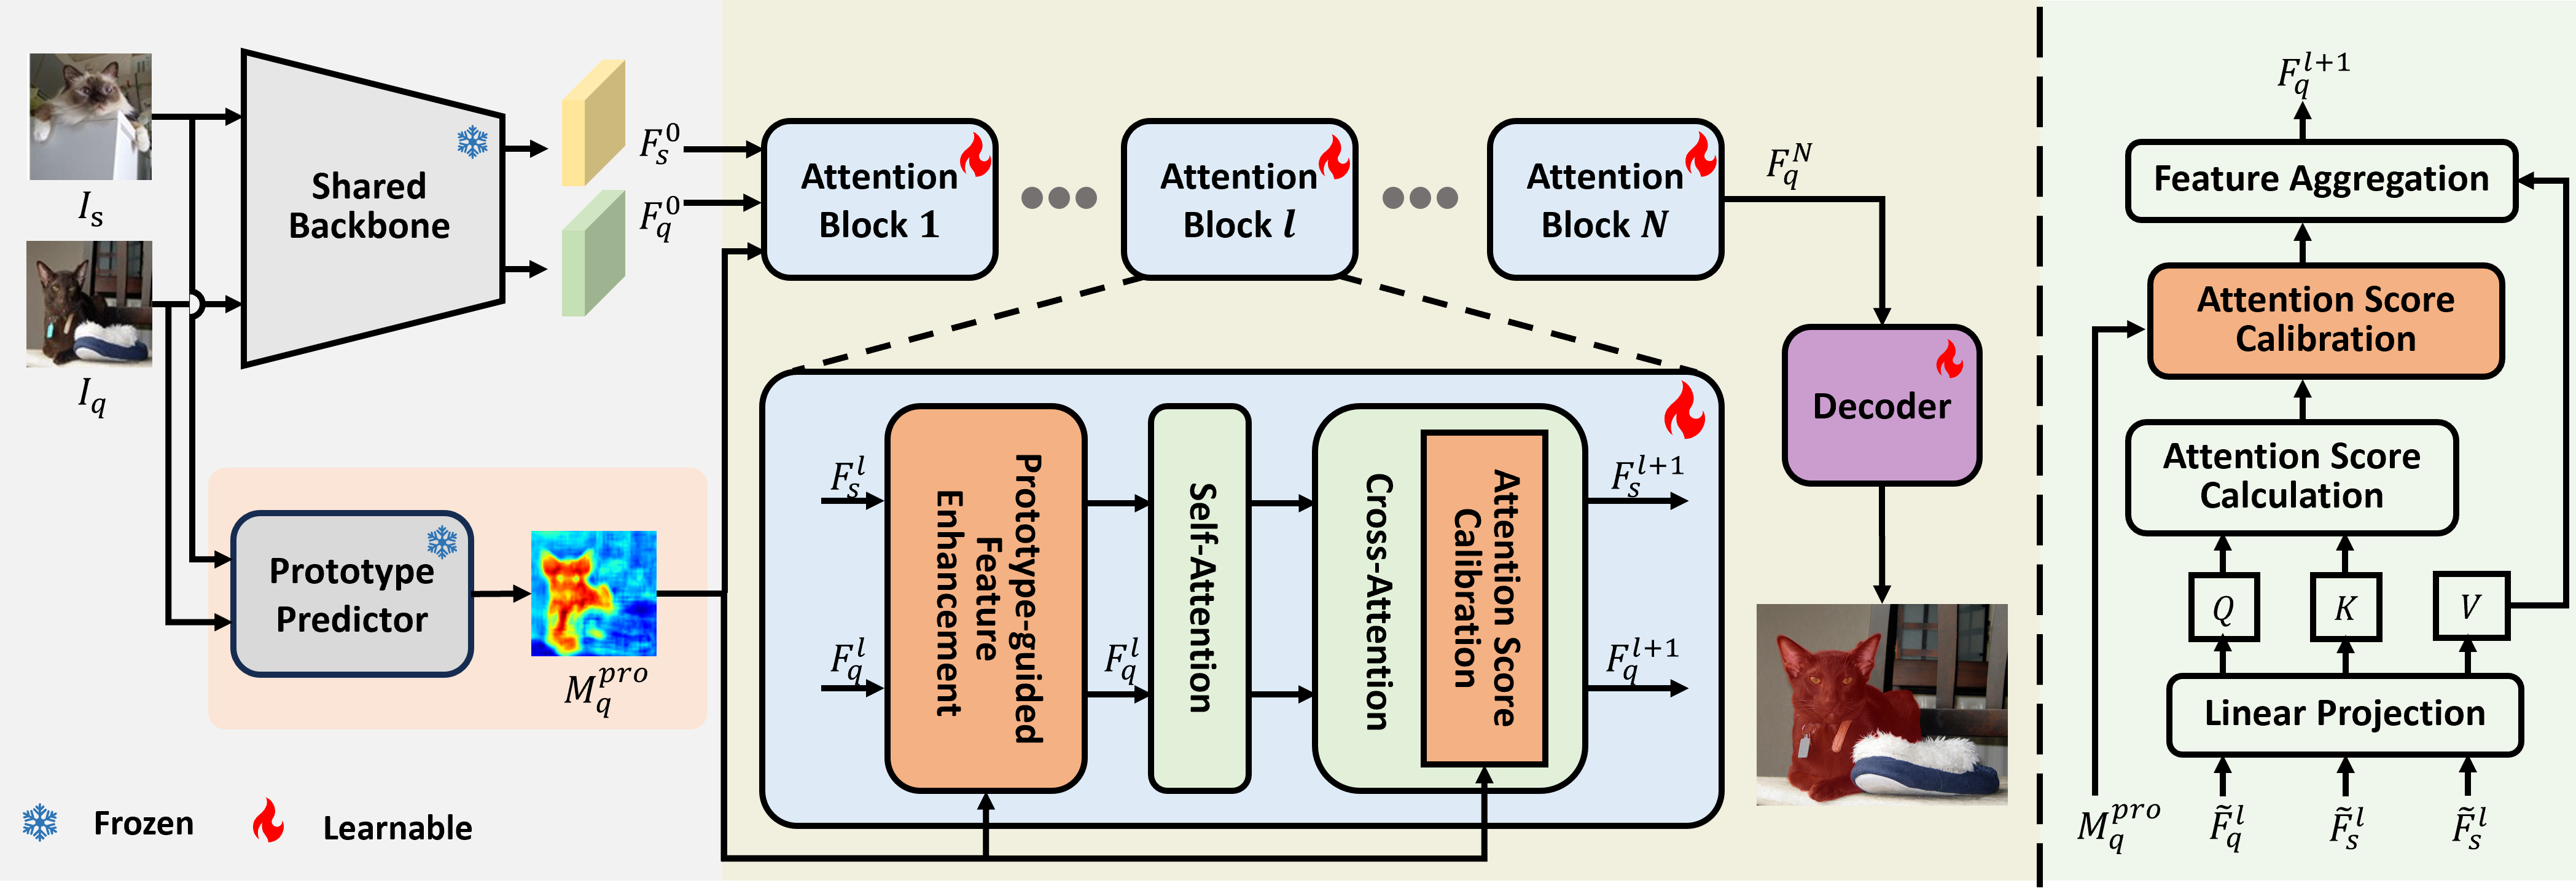 I_s
I_q
Shared
Backbone
F_s^0
F_q^0
Prototype
Predictor
M_q^{pro}
Frozen
Learnable
Attention
Block 1
Attention
Block l
Attention
Block N
F_q^N
F_s^l
F_q^l
Prototype-guided
Feature
Enhancement
F_q^l
Self-Attention
Cross-Attention
Attention Score
Calibration
F_s^{l+1}
F_q^{l+1}
Decoder
F_q^{l+1}
Feature Aggregation
Attention Score
Calibration
Attention Score
Calculation
Q
K
V
Linear Projection
M_q^{pro}
F̃_q^l
F̃_s^l
F̃_s^l